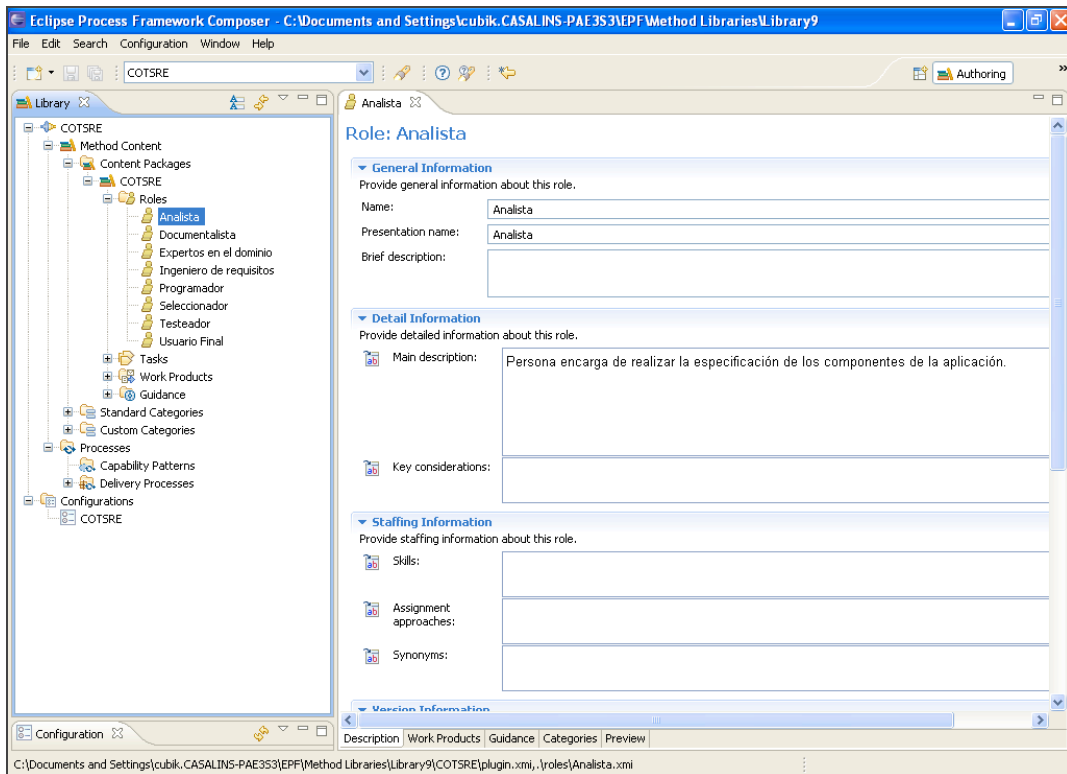 Eclipse Process Framework Composer - C:\Documents and Settings\cubik.CASALINS-PAE3S3\EPF\Method Libraries\Library9
File Edit Search Configuration Window Help
COTSRE
Authoring
Library
COTSRE
Method Content
Content Packages
COTSRE
Roles
Analista
Documentalista
Expertos en el dominio
Ingeniero de requisitos
Programador
Seleccionador
Testeador
Usuario Final
Tasks
Work Products
Guidance
Standard Categories
Custom Categories
Processes
Capability Patterns
Delivery Processes
Configurations
COTSRE
Configuration
Analista
Role: Analista
General Information
Provide general information about this role.
Name: Analista
Presentation name: Analista
Brief description:
Detail Information
Provide detailed information about this role.
Main description: Persona encarga de realizar la especificación de los componentes de la aplicación.
Key considerations:
Staffing Information
Provide staffing information about this role.
Skills:
Assignment
approaches:
Synonyms:
Version Information
Description Work Products Guidance Categories Preview
C:\Documents and Settings\cubik.CASALINS-PAE3S3\EPF\Method Libraries\Library9\COTSRE\plugin.xmi,.\roles\Analista.xmi